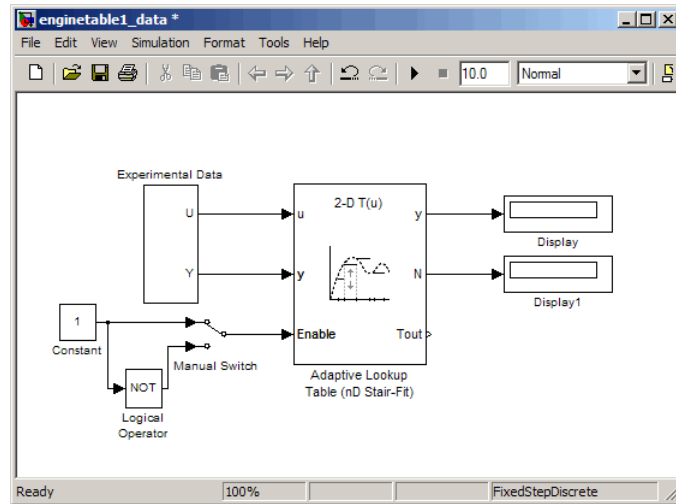 enginetable1_data *
File Edit View Simulation Format Tools Help
10.0 Normal
Experimental Data
U
Y
2-D T(u)
u y
y N
Enable Tout
Adaptive Lookup
Table (nD Stair-Fit)
Display
Display1
1
Constant
Manual Switch
NOT
Logical
Operator
Ready 100% FixedStepDiscrete